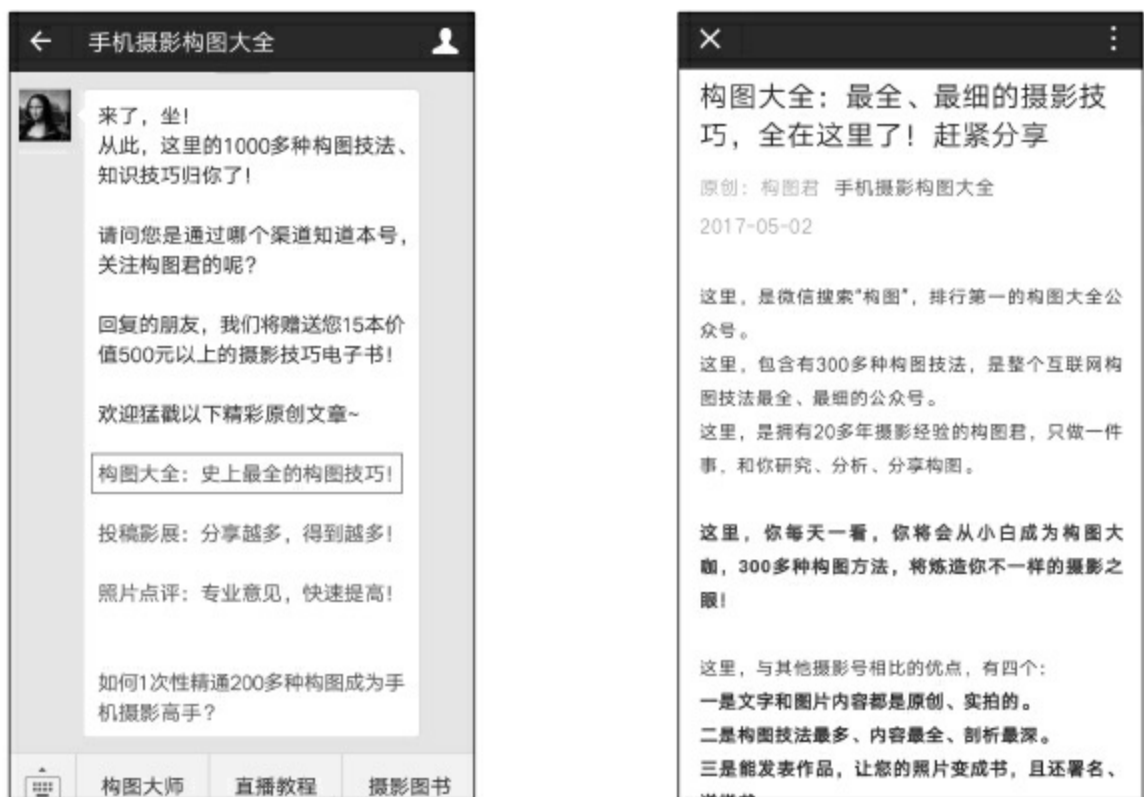 手机摄影构图大全
来了，坐！
从此，这里的1000多种构图技法、
知识技巧归你了！
请问您是通过哪个渠道知道本号，
关注构图君的呢？
回复的朋友，我们将赠送您15本价
值500元以上的摄影技巧电子书！
欢迎猛戳以下精彩原创文章~
构图大全：史上最全的构图技巧！
投稿影展：分享越多，得到越多！
照片点评：专业意见，快速提高！
如何1次性精通200多种构图成为手
机摄影高手？
构图大师 直播教程 摄影图书
构图大全：最全、最细的摄影技
巧，全在这里了！赶紧分享
原创：构图君 手机摄影构图大全
2017-05-02
这里，是微信搜索“构图”，排行第一的构图大全公
众号。
这里，包含有300多种构图技法，是整个互联网构
图技法最全、最细的公众号。
这里，是拥有20多年摄影经验的构图君，只做一件
事，和你研究、分析、分享构图。
这里，你每天一看，你将会从小白成为构图大
咖，300多种构图方法，将炼造你不一样的摄影之
眼！
这里，与其他摄影号相比的优点，有四个：
一是文字和图片内容都是原创、实拍的。
二是构图技法最多、内容最全、剖析最深。
三是能发表作品，让您的照片变成书，且还署名、